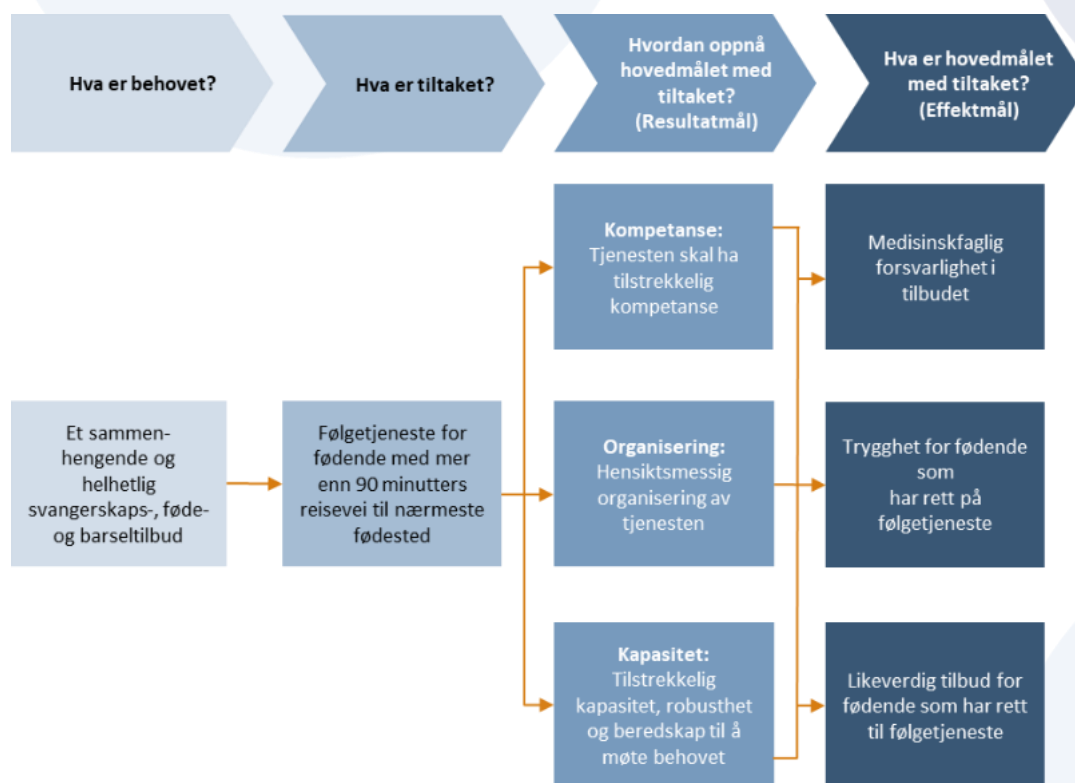 Hva er behovet?
Hva er tiltaket?
Hvordan oppnå
hovedmålet med
tiltaket?
(Resultatmål)
Hva er hovedmålet
med tiltaket?
(Effektmål)
Et sammen-
hengende og
helhetlig
svangerskaps-, føde-
og barseltilbud
Følgetjeneste for
fødende med mer
enn 90 minutters
reisevei til nærmeste
fødested
Kompetanse:
Tjenesten skal ha
tilstrekkelig
kompetanse
Organisering:
Hensiktsmessig
organisering av
tjenesten
Kapasitet:
Tilstrekkelig
kapasitet, robusthet
og beredskap til å
møte behovet
Medisinskfaglig
forsvarlighet i
tilbudet
Trygghet for fødende
som
har rett på
følgetjeneste
Likeverdig tilbud for
fødende som har rett
til følgetjeneste